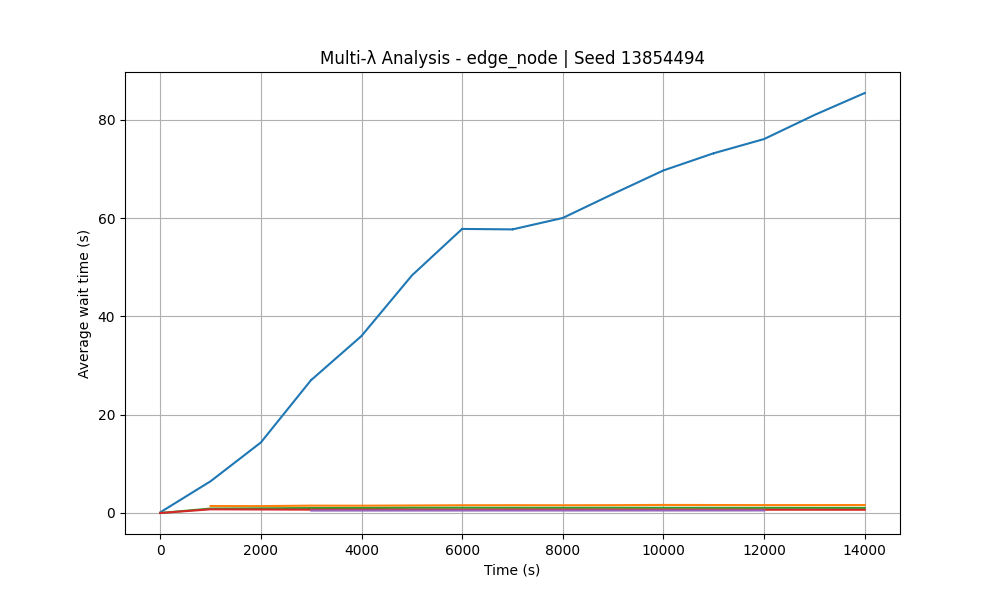 Multi-λ Analysis - edge_node | Seed 13854494
Average wait time (s)
80
60
40
20
0
0 2000 4000 6000 8000 10000 12000 14000
Time (s)